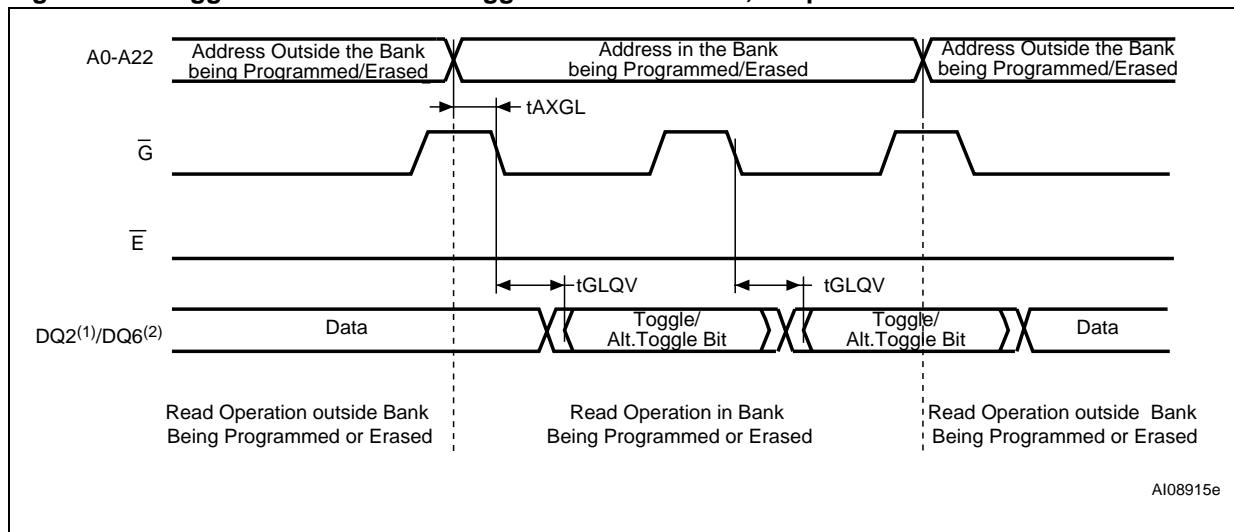 A0-A22
Address Outside the Bank
being Programmed/Erased
Address in the Bank
being Programmed/Erased
Address Outside the Bank
being Programmed/Erased
tAXGL
G
E
tGLQV
tGLQV
DQ2(1)/DQ6(2)
Data
Toggle/
Alt.Toggle Bit
Toggle/
Alt.Toggle Bit
Data
Read Operation outside Bank
Being Programmed or Erased
Read Operation in Bank
Being Programmed or Erased
Read Operation outside Bank
Being Programmed or Erased
AI08915e